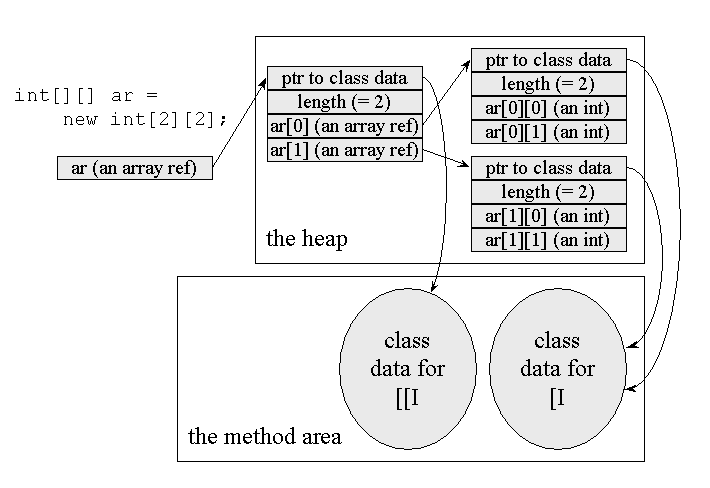 int[][] ar =
new int[2][2];
ar (an array ref)
ptr to class data
length (= 2)
ar[0] (an array ref)
ar[1] (an array ref)
ptr to class data
length (= 2)
ar[0][0] (an int)
ar[0][1] (an int)
ptr to class data
length (= 2)
ar[1][0] (an int)
ar[1][1] (an int)
the heap
class
data for
[[I
class
data for
[I
the method area